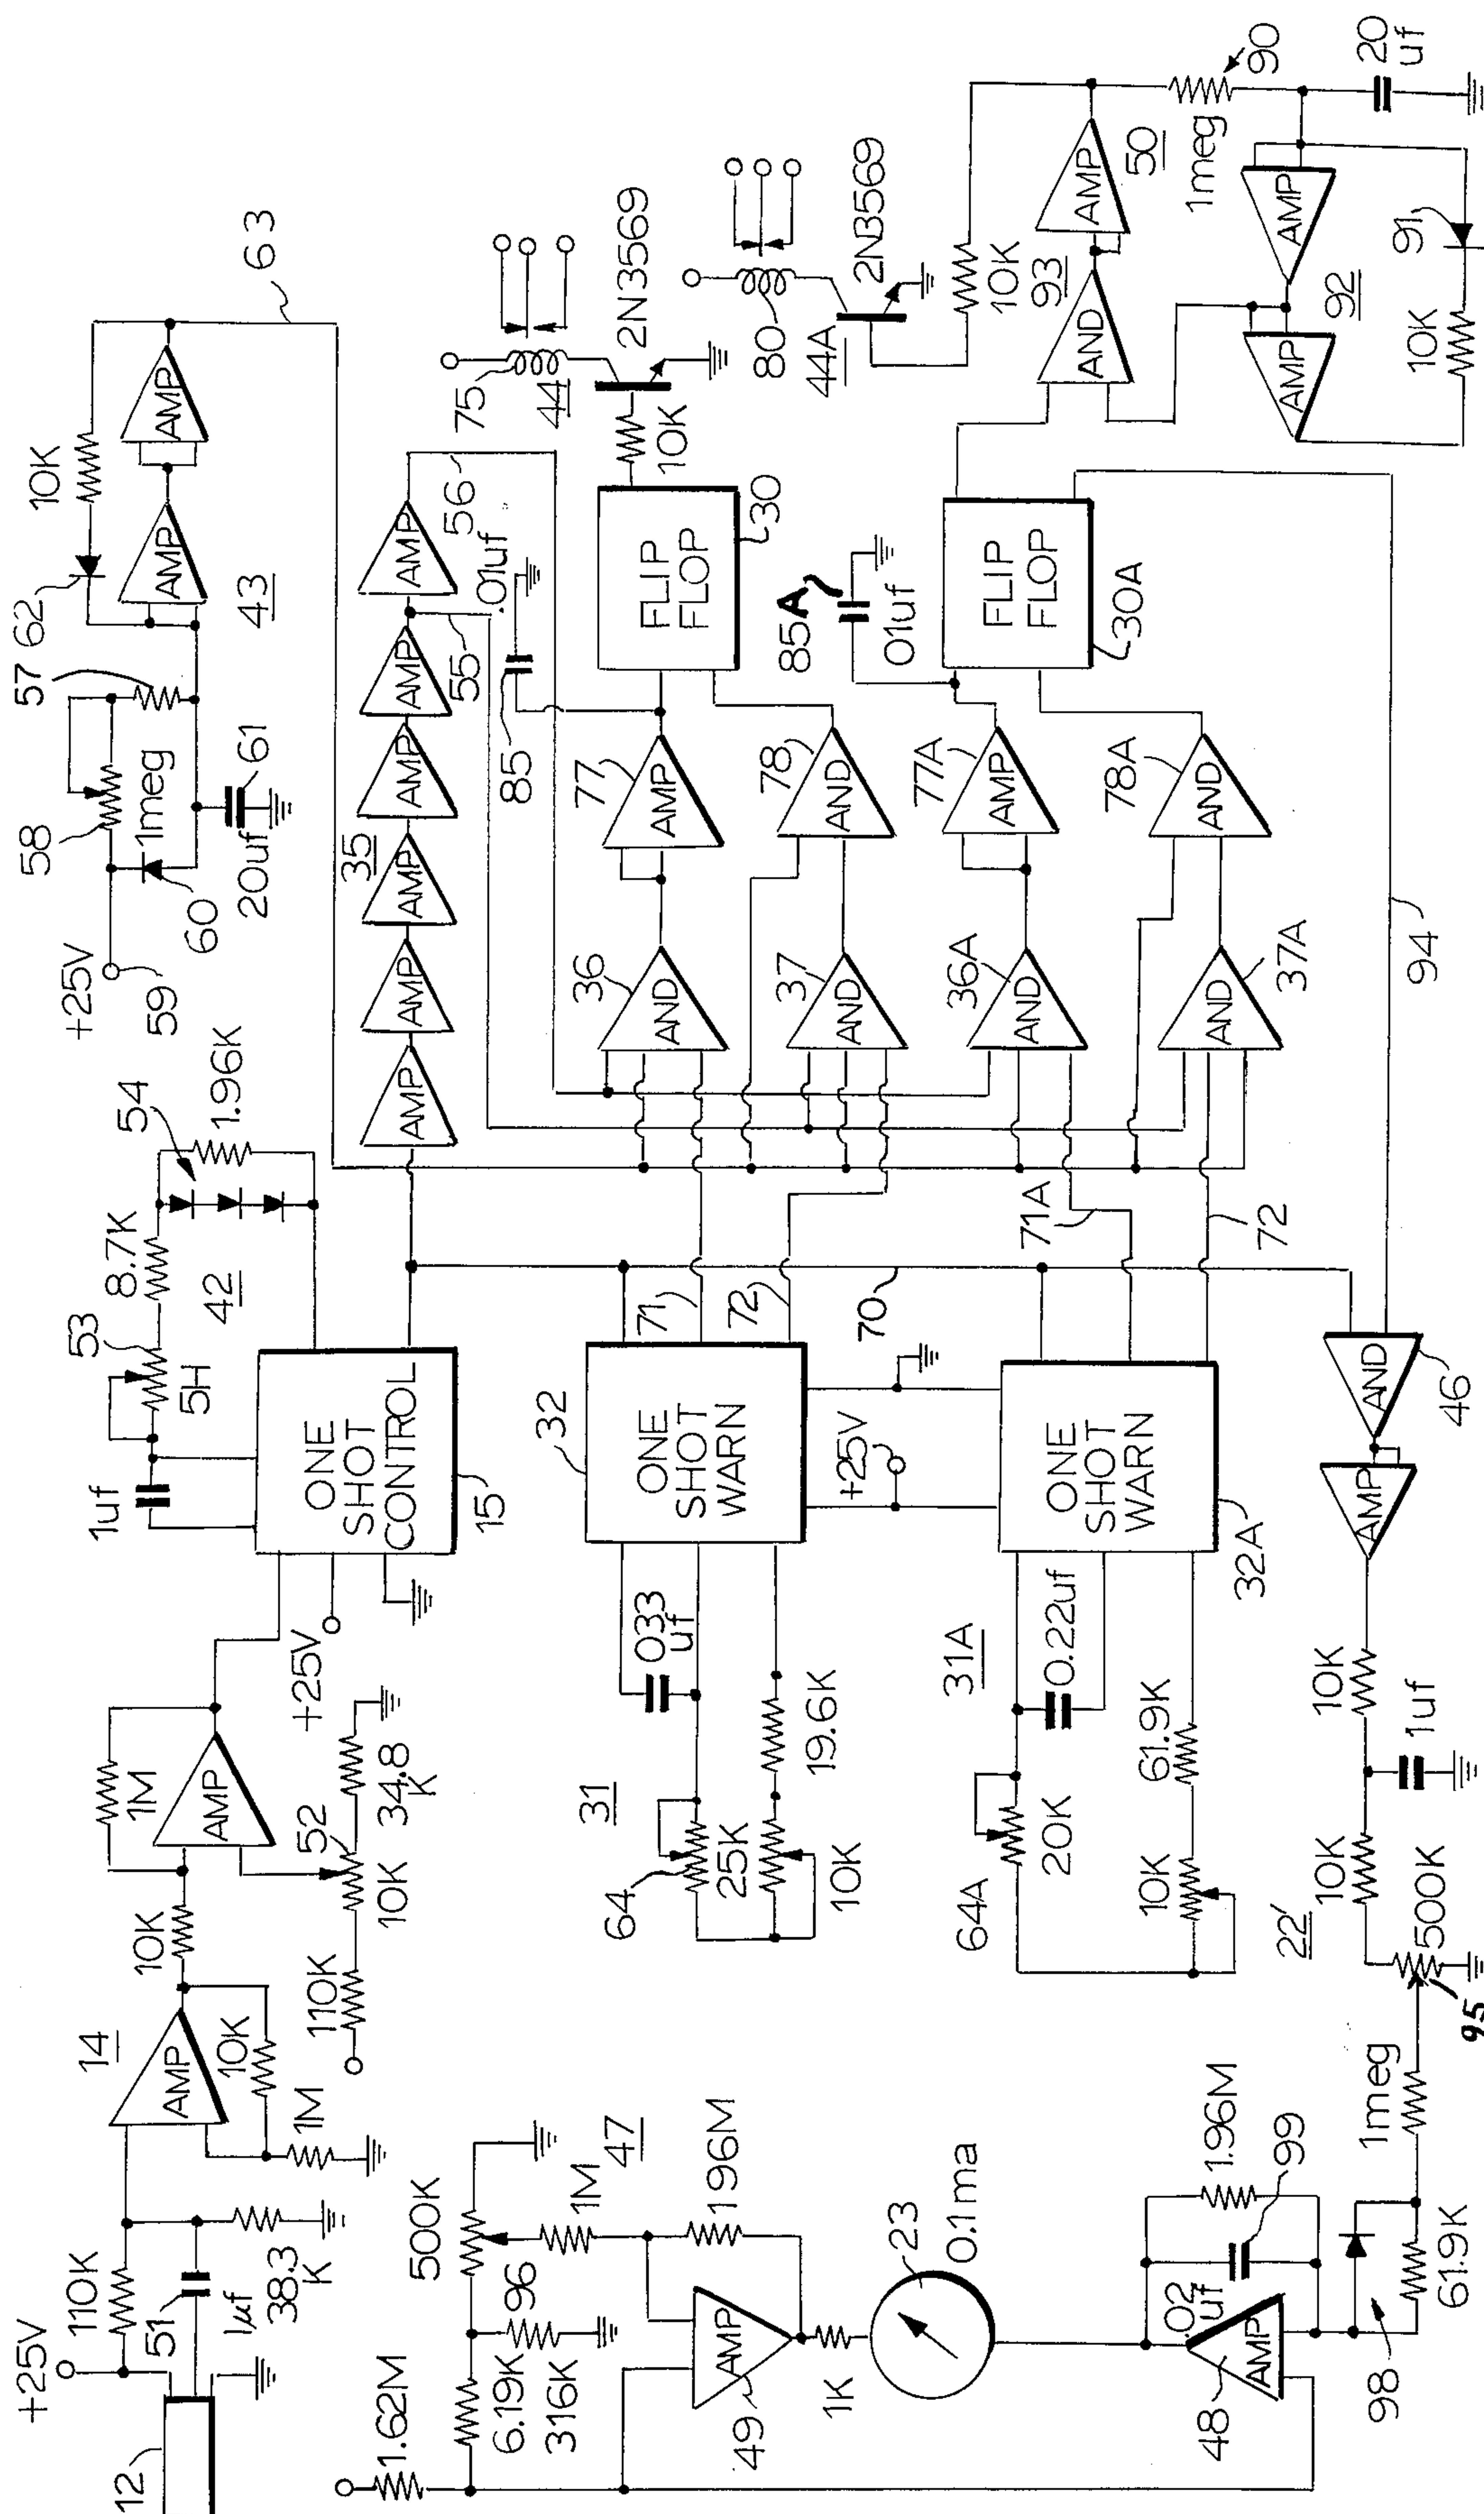 +25V
12
110K
51
1µf
38.3
K
14
AMP
10K
1M
10K
1M
AMP
52
110K
10K
34.8
K
+25V
1uf
53
5H
8.7K
42
54
1.96K
ONE
SHOT
CONTROL
15
+25V
59
58
57
1meg
60
20uf
61
62
10K
43
AMP
AMP
63
35
AMP
AMP
AMP
AMP
AMP
AMP
55
56
.01uf
85
75
44
2N3569
10K
36
AND
77
AMP
FLIP
FLOP
30
37
AND
78
AND
36A
AND
77A
AMP
85A
01uf
FLIP
FLOP
30A
37A
AND
78A
AND
94
80
44A
2N3569
10K
93
AND
AMP
50
1meg
90
20
uf
AMP
AMP
92
91
10K
31
64
25K
10K
19.6K
033
uf
32
ONE
SHOT
WARN
71
72
70
+25V
31A
64A
20K
0.22uf
10K
61.9K
ONE
SHOT
WARN
32A
71A
72
46
AND
AMP
10K
1uf
10K
22'
500K
95
1meg
61.9K
98
1.96M
99
.02
uf
AMP
48
23
0.1ma
1K
49
AMP
1.96M
47
1M
500K
96
6.19K
316K
1.62M